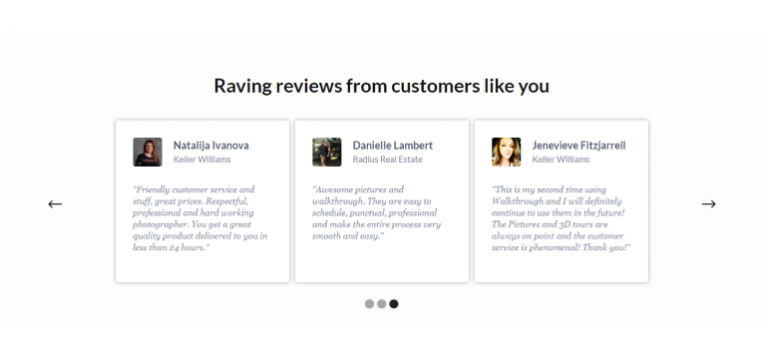 Raving reviews from customers like you
Natalija Ivanova
Keller Williams
"Friendly customer service and
stuff, great prices. Respectful,
professional and hard working
photographer. You get a great
quality product delivered to you in
less than 24 hours."
Danielle Lambert
Radius Real Estate
"Awesome pictures and
walkthrough. They are easy to
schedule, punctual, professional
and make the entire process very
smooth and easy."
Jenevieve Fitzjarrell
Keller Williams
"This is my second time using
Walkthrough and I will definitely
continue to use them in the future!
The Pictures and 3D tours are
always on point and the customer
service is phenomenal! Thank you!"